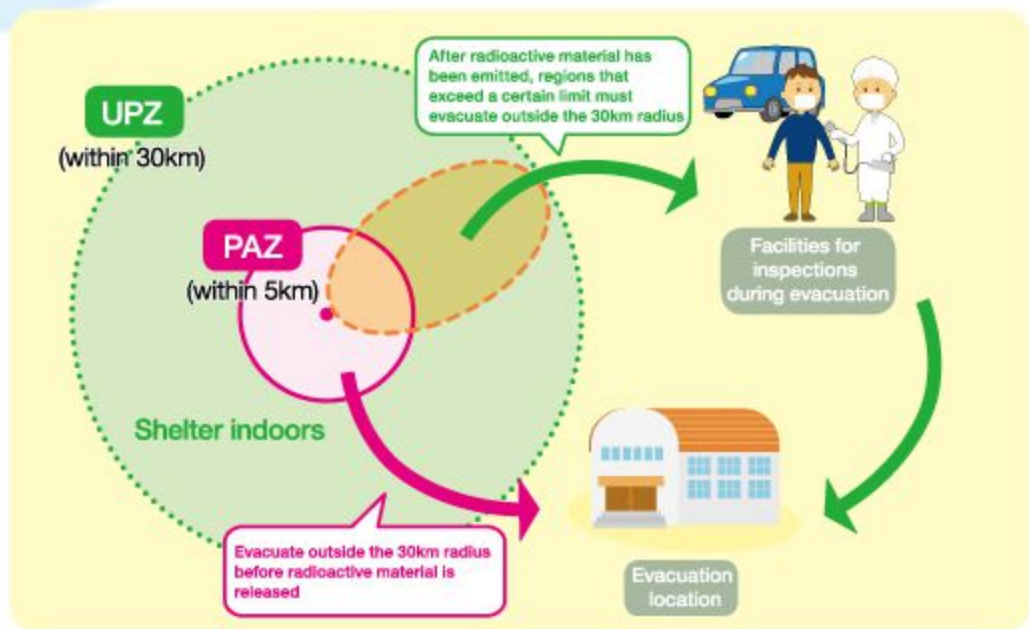 After radioactive material has
been emitted, regions that
exceed a certain limit must
evacuate outside the 30km radius
UPZ
(within 30km)
PAZ
(within 5km)
Facilities for
inspections
during evacuation
Shelter indoors
Evacuate outside the 30km radius
before radioactive material is
released
Evacuation
location